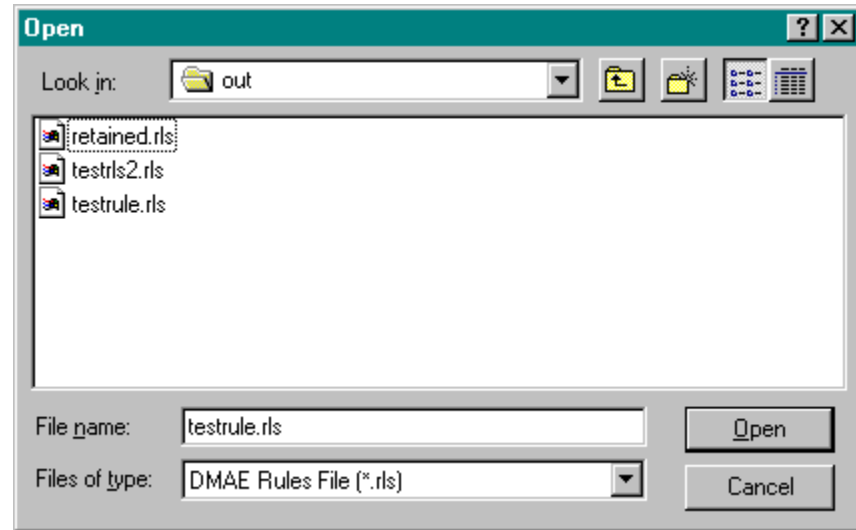 Open
Look in: out
retained.rls
testrls2.rls
testrule.rls
File name: testrule.rls Open
Files of type: DMAE Rules File (*.rls) Cancel